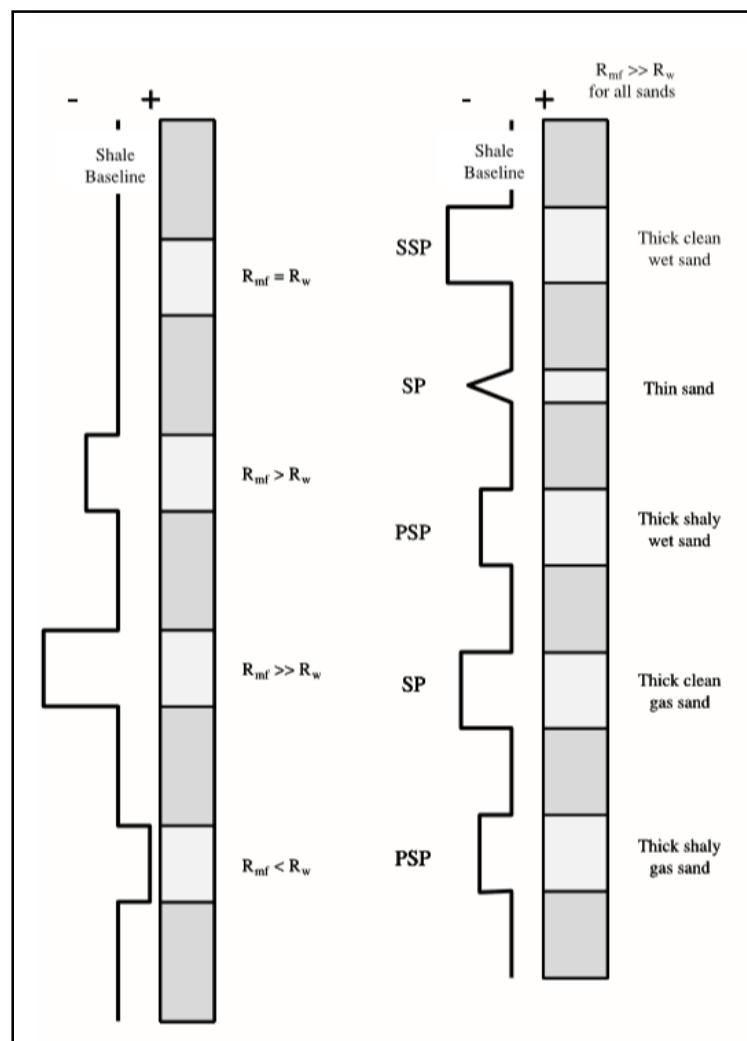 - +
Shale
Baseline
Rmf = Rw
Rmf > Rw
Rmf >> Rw
Rmf < Rw
Rmf >> Rw
for all sands
- +
Shale
Baseline
SSP
Thick clean
wet sand
SP
Thin sand
PSP
Thick shaly
wet sand
SP
Thick clean
gas sand
PSP
Thick shaly
gas sand